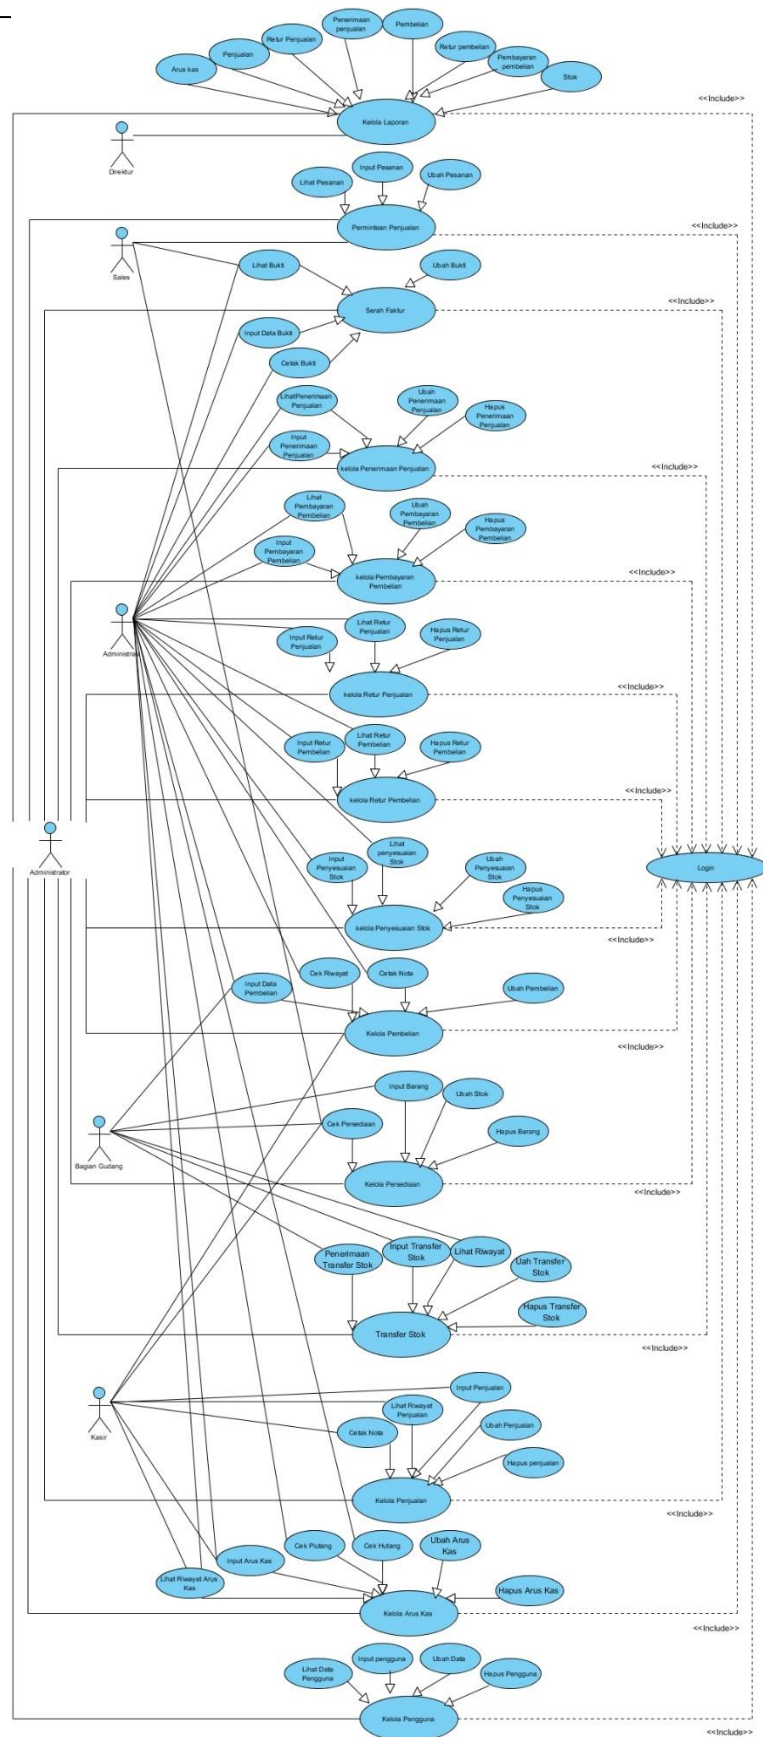 Penerimaan
penjualan
Pembelian
Retur Penjualan
Retur pembelian
Penjualan
Pembayaran
pembelian
Arus kas
Stok
<<Include>>
Kelola Laporan
Direktur
Input Pesanan
Lihat Pesanan
Ubah Pesanan
<<Include>>
Permintaan Penjualan
Sales
Lihat Bukti
Ubah Bukti
<<Include>>
Serah Faktur
Input Data Bukti
Cetak Bukti
LihatPenerimaan
Penjualan
Ubah
Penerimaan
Penjualan
Hapus
Penerimaan
Penjualan
Input
Penerimaan
Penjualan
kelola Penerimaan Penjualan
<<Include>>
Lihat
Pembayaran
Pembelian
Ubah
Pembayaran
Pembelian
Hapus
Pembayaran
Pembelian
Input
Pembayaran
Pembelian
kelola Pembayaran
Pembelian
<<Include>>
Lihat Retur
Penjualan
Input Retur
Penjualan
Hapus Retur
Penjualan
Administrasi
kelola Retur Penjualan
<<Include>>
Input Retur
Pembelian
Lihat Retur
Pembelian
Hapus Retur
Pembelian
kelola Retur Pembelian
<<Include>>
Administrator
Input
Penyesuaian
Stok
Lihat
penyesuaian
Stok
Ubah
Penyesuaian
Stok
Login
Hapus
Penyesuaian
Stok
kelola Penyesuaian Stok
<<Include>>
Input Data
Pembelian
Cek Riwayat
Cetak Nota
Ubah Pembelian
Kelola Pembelian
<<Include>>
Input Barang
Ubah Stok
Cek Persediaan
Hapus Barang
Bagian Gudang
Kelola Persediaan
<<Include>>
Penerimaan
Transfer Stok
Input Transfer
Stok
Lihat Riwayat
Uah Transfer
Stok
Hapus Transfer
Stok
Transfer Stok
<<Include>>
Input Penjualan
Lihat Riwayat
Penjualan
Cetak Nota
Ubah Penjualan
Kasir
Hapus penjualan
Kelola Penjualan
<<Include>>
Lihat Riwayat Arus
Kas
Input Arus Kas
Cek Piutang
Cek Hutang
Ubah Arus
Kas
Hapus Arus Kas
Kelola Arus Kas
<<Include>>
Lihat Data
Pengguna
Input pengguna
Ubah Data
Hapus Pengguna
Kelola Pengguna
<<Include>>